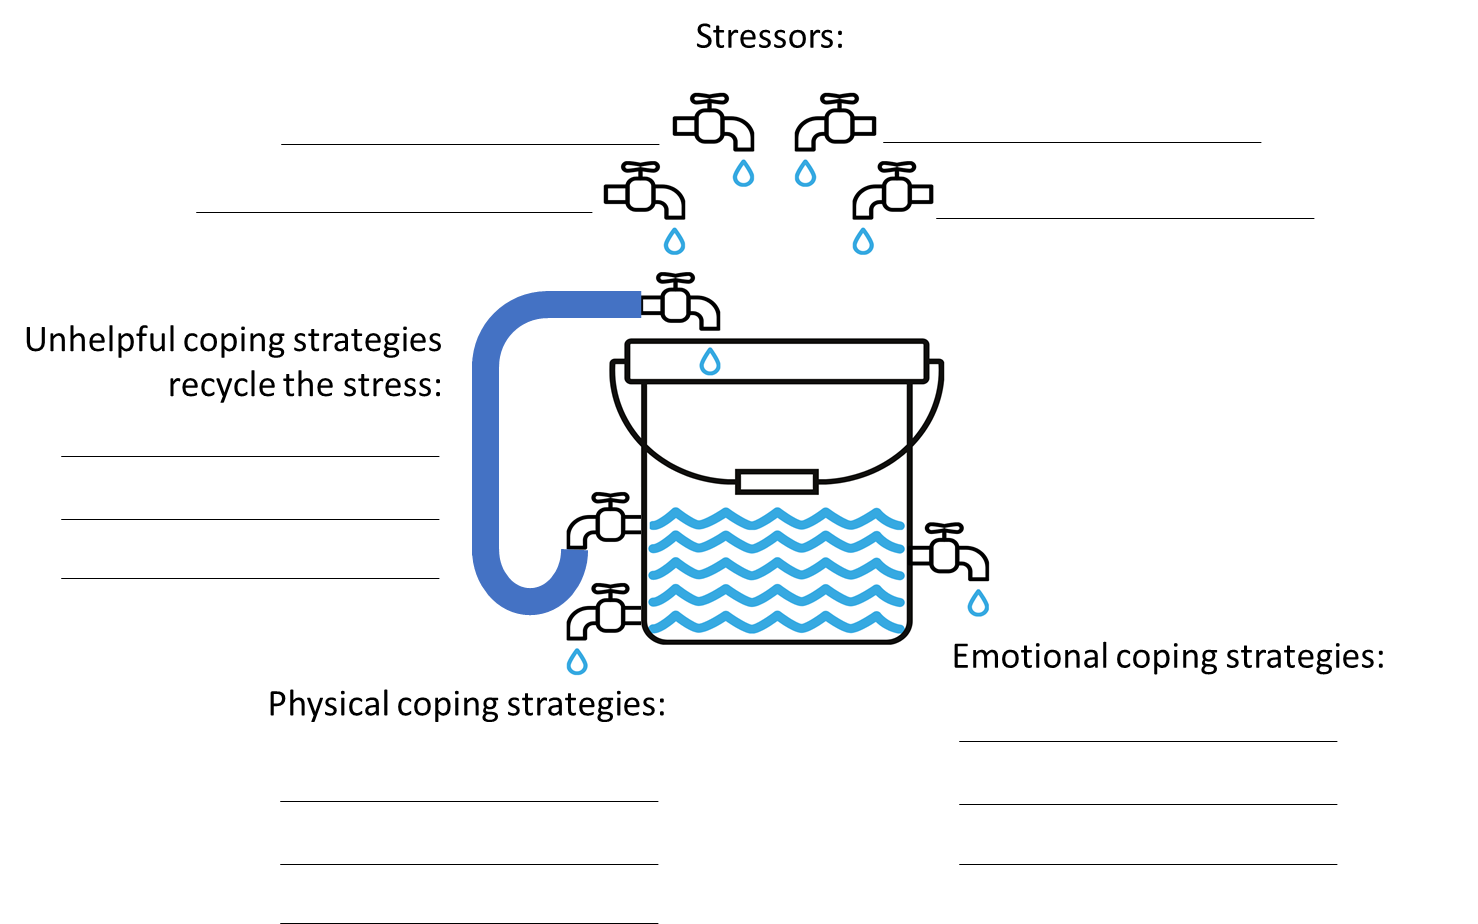 Stressors:
Unhelpful coping strategies
recycle the stress:
Emotional coping strategies:
Physical coping strategies: